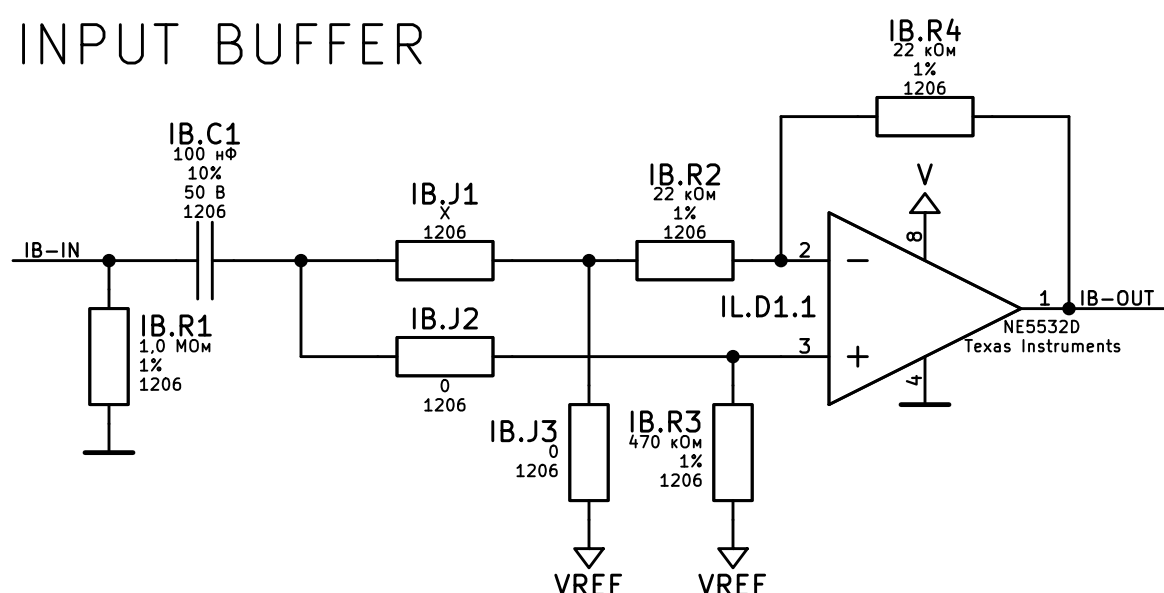 INPUT BUFFER
IB.R4
22 кОм
1%
1206
IB.C1
100 нФ
10%
50 В
1206
IB.J1
X
1206
IB.R2
22 кОм
1%
1206
V
8
IB-IN
2
IB.R1
1,0 МОм
1%
1206
IB.J2
0
1206
IL.D1.1
3
1
IB-OUT
NE5532D
Texas Instruments
4
IB.J3
0
1206
IB.R3
470 кОм
1%
1206
VREF
VREF